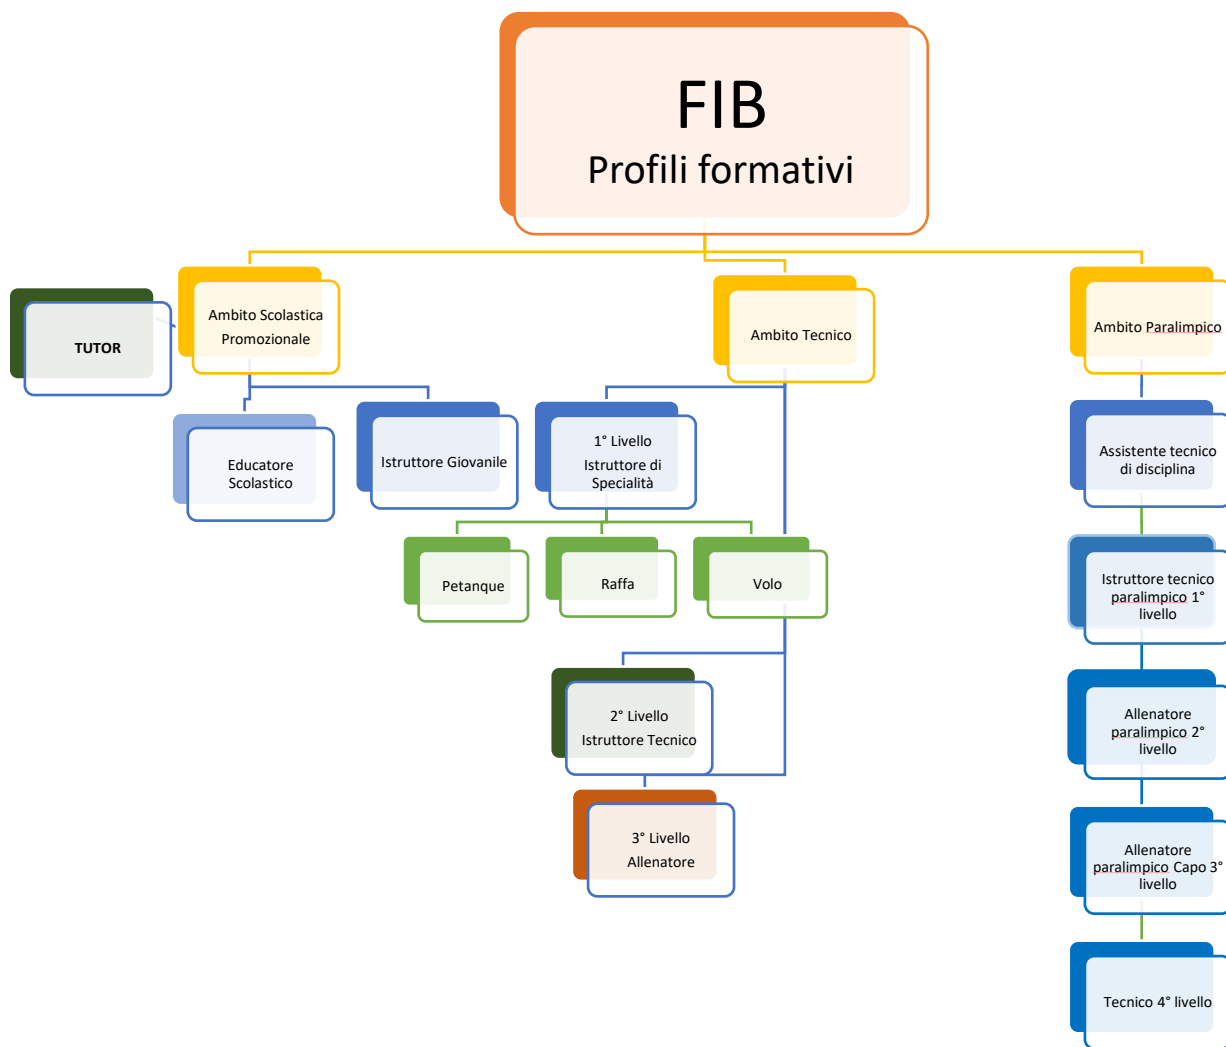 FIB
Profili formativi
Ambito Scolastica
Promozionale
TUTOR
Ambito Tecnico
Ambito Paralimpico
Educatore
Scolastico
Istruttore Giovanile
1° Livello
Istruttore di
Specialità
Assistente tecnico
di disciplina
Petanque
Raffa
Volo
Istruttore tecnico
paralimpico 1°
livello
2° Livello
Istruttore Tecnico
Allenatore
paralimpico 2°
livello
3° Livello
Allenatore
Allenatore
paralimpico Capo 3°
livello
Tecnico 4° livello